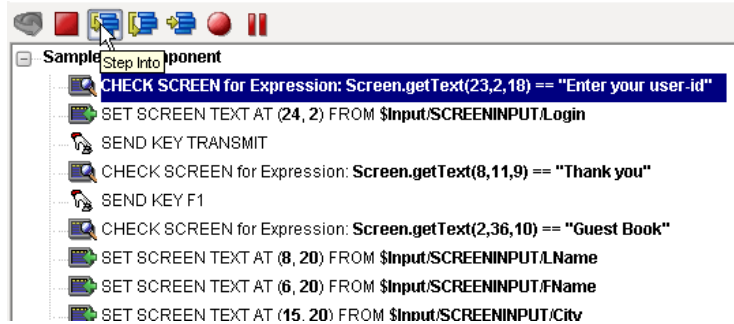 Step Into
Sample ponent
CHECK SCREEN for Expression: Screen.getText(23,2,18) == "Enter your user-id"
SET SCREEN TEXT AT (24, 2) FROM $Input/SCREENINPUT/Login
SEND KEY TRANSMIT
CHECK SCREEN for Expression: Screen.getText(8,11,9) == "Thank you"
SEND KEY F1
CHECK SCREEN for Expression: Screen.getText(2,36,10) == "Guest Book"
SET SCREEN TEXT AT (8, 20) FROM $Input/SCREENINPUT/LName
SET SCREEN TEXT AT (6, 20) FROM $Input/SCREENINPUT/FName
SET SCREEN TEXT AT (15, 20) FROM $Input/SCREENINPUT/City